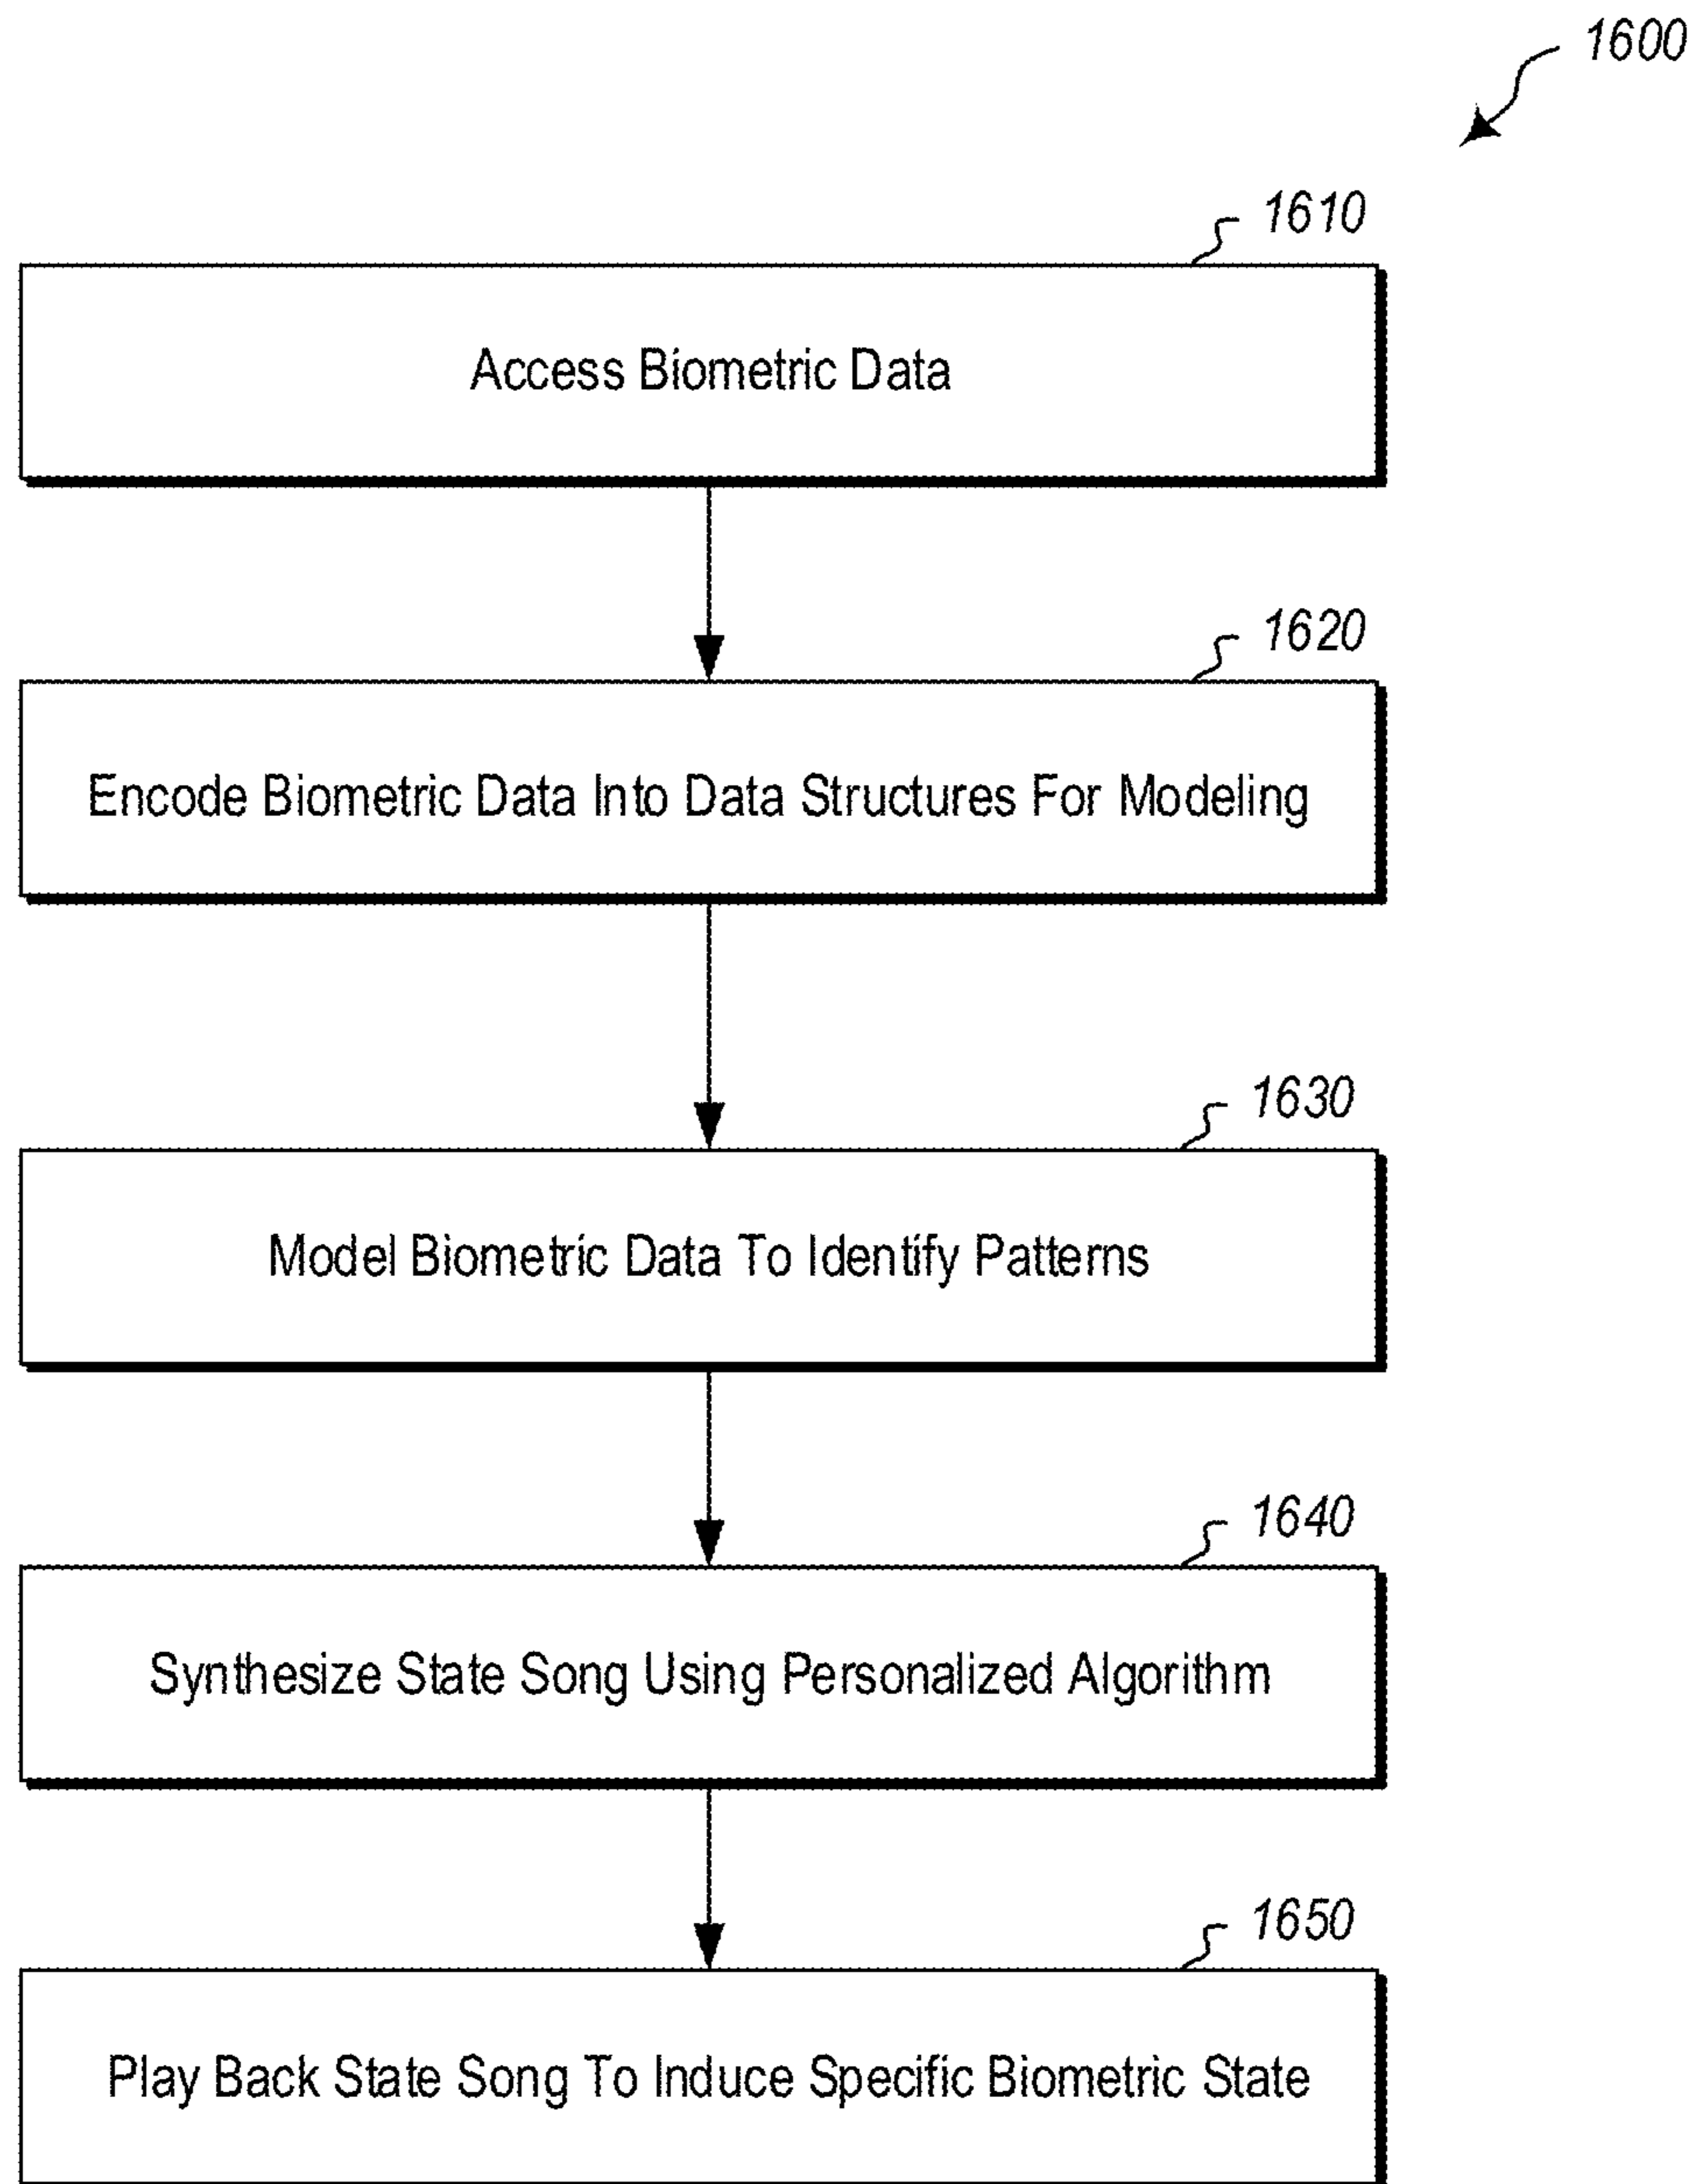 1600
1610
Access Biometric Data
1620
Encode Biometric Data Into Data Structures For Modeling
1630
Model Biometric Data To Identify Patterns
1640
Synthesize State Song Using Personalized Algorithm
1650
Play Back State Song To Induce Specific Biometric State